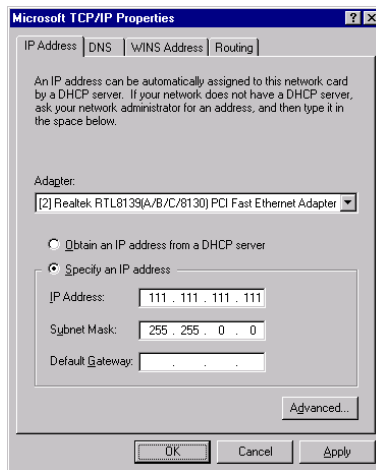 Microsoft TCP/IP Properties
IP Address DNS WINS Address Routing
An IP address can be automatically assigned to this network card
by a DHCP server. If your network does not have a DHCP server,
ask your network administrator for an address, and then type it in
the space below.
Adapter:
[2] Realtek RTL8139(A/B/C/8130) PCI Fast Ethernet Adapter
Obtain an IP address from a DHCP server
Specify an IP address
IP Address: 111 . 111 . 111 . 111
Subnet Mask: 255 . 255 . 0 . 0
Default Gateway: . . .
Advanced...
OK Cancel Apply